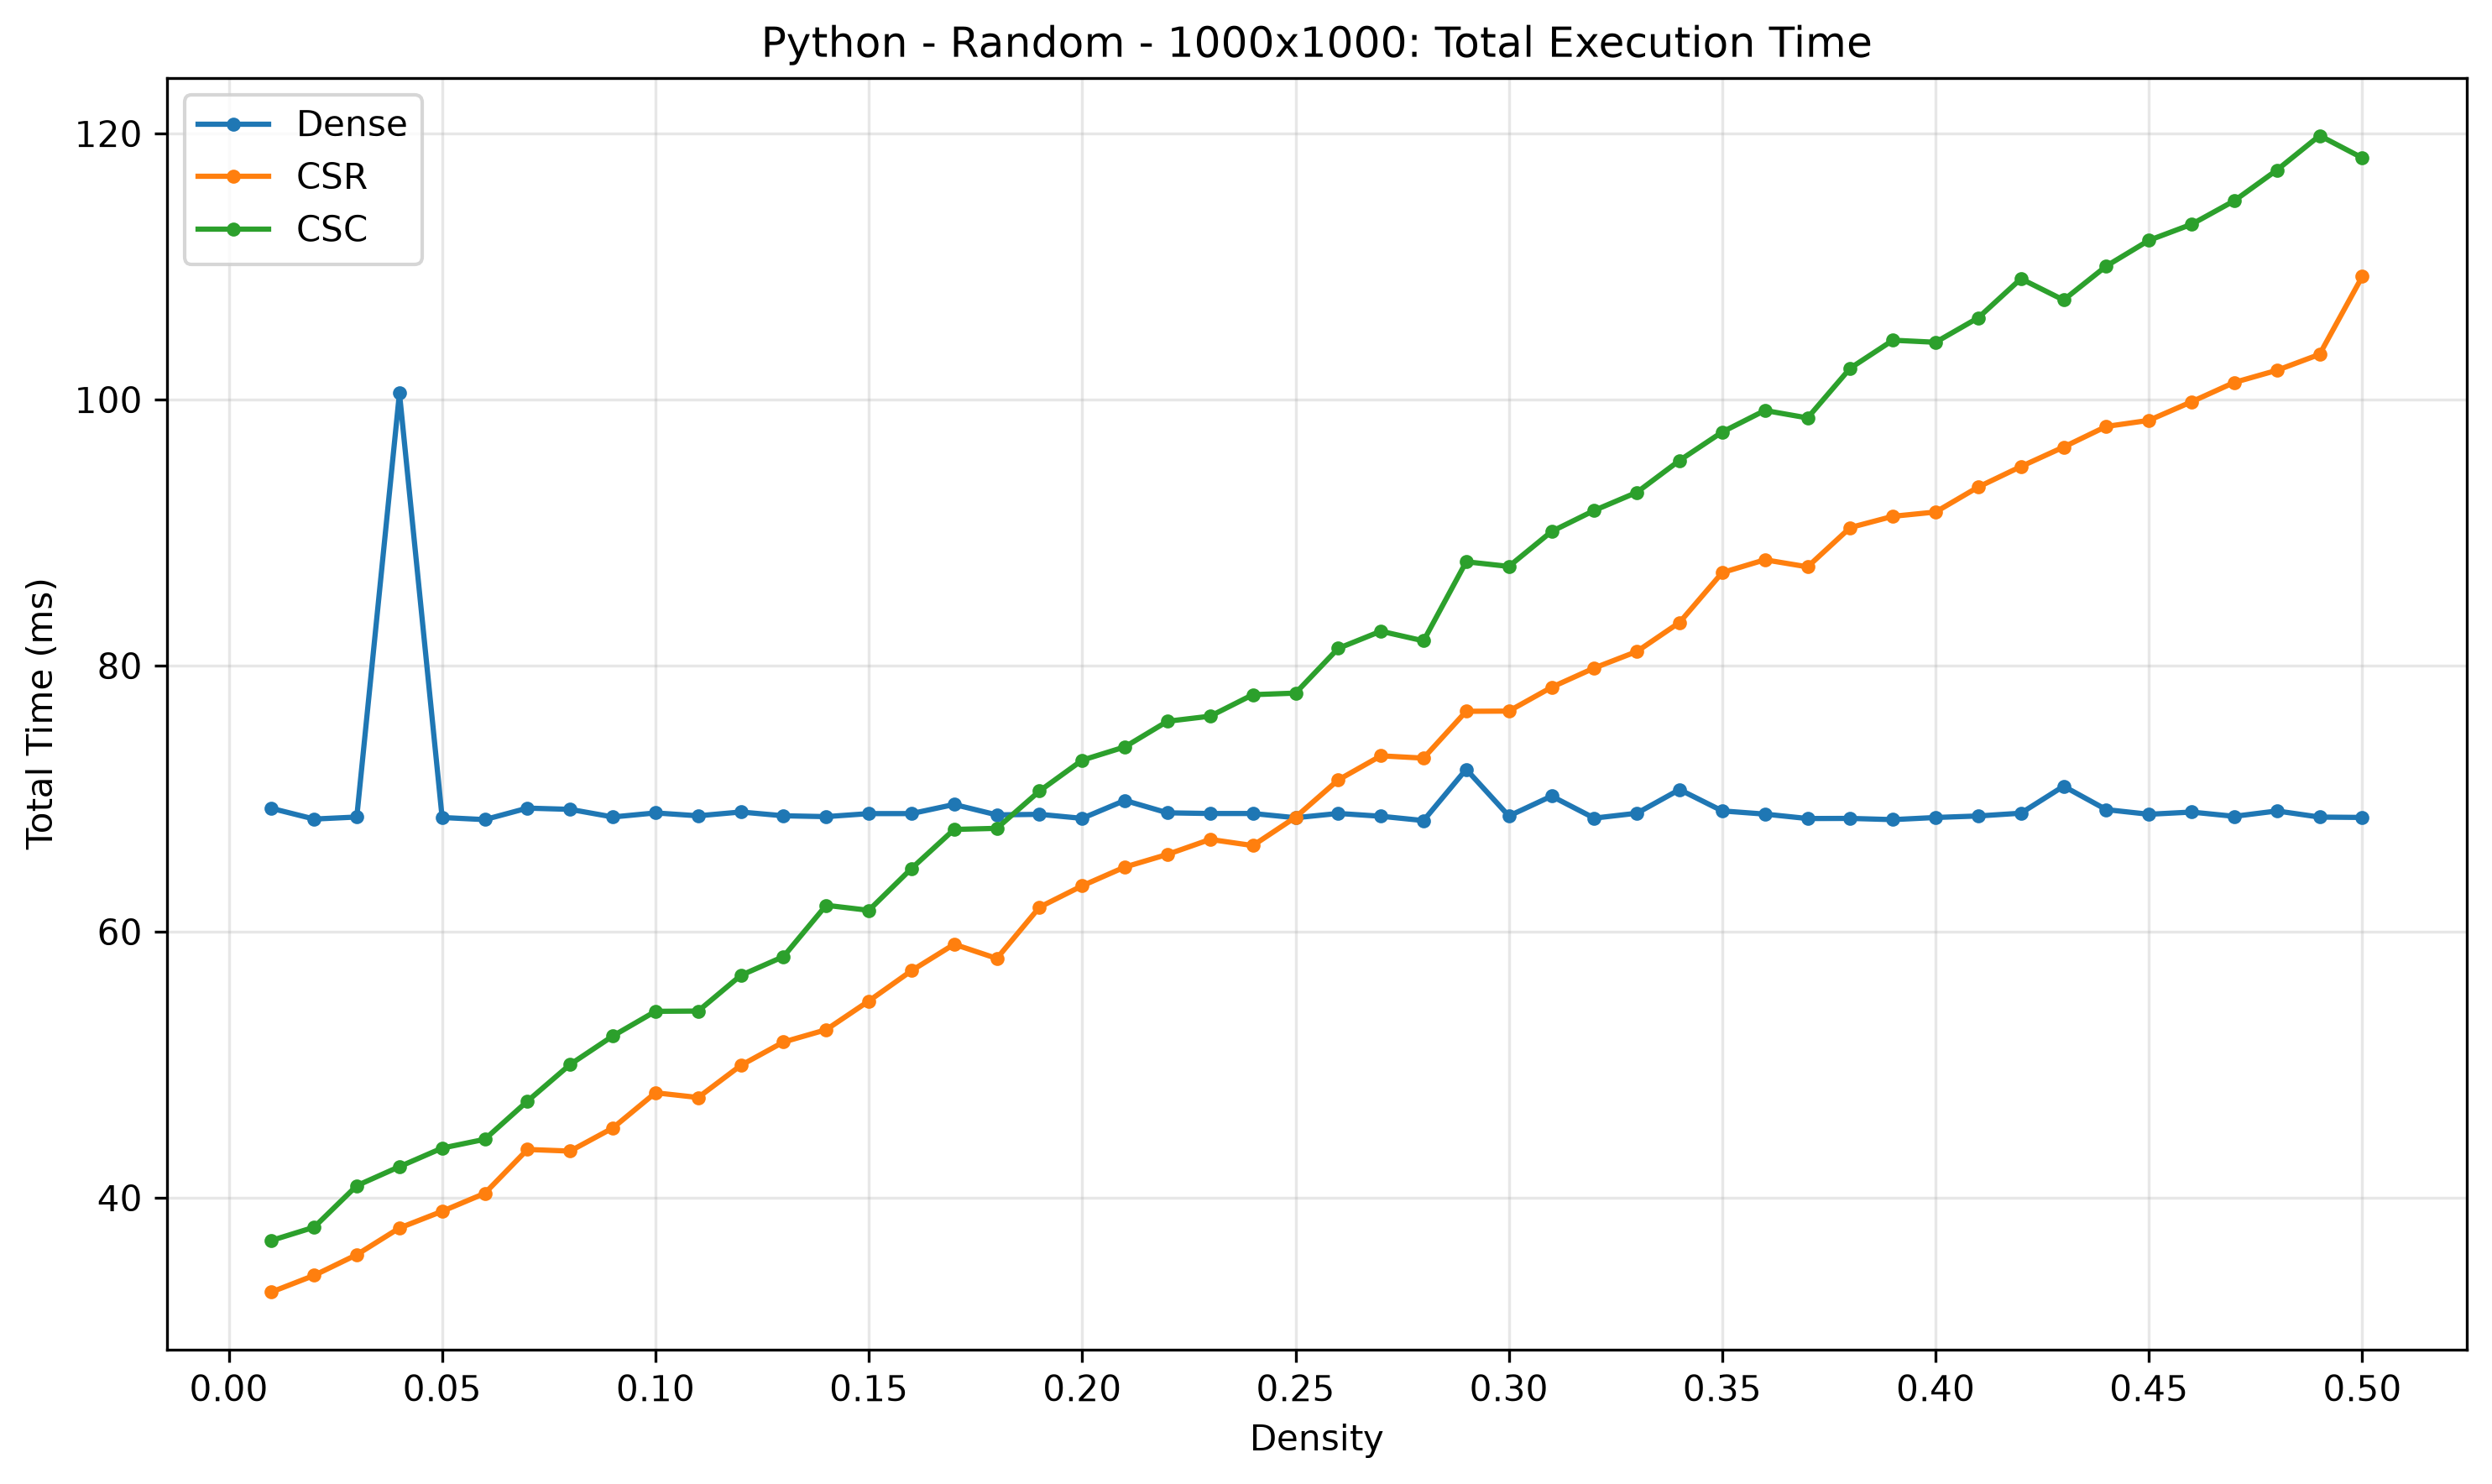 Python - Random - 1000x1000: Total Execution Time
Dense
CSR
CSC
Total Time (ms)
120
100
80
60
40
0.00 0.05 0.10 0.15 0.20 0.25 0.30 0.35 0.40 0.45 0.50
Density